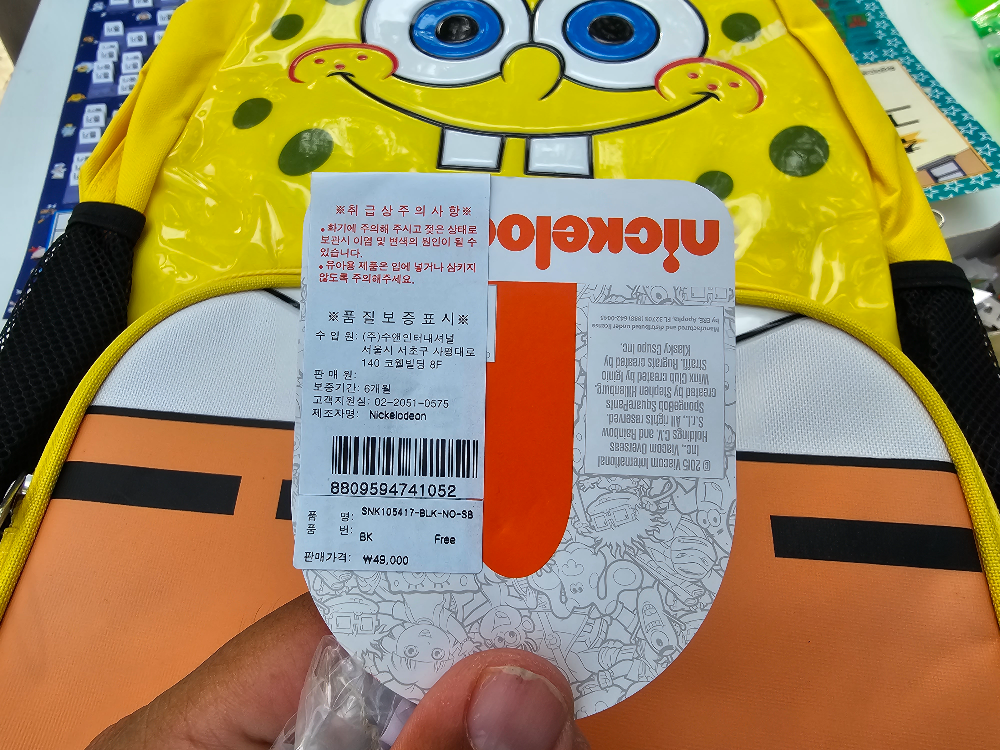 ※취급상주의사항※
• 화기에 주의해 주시고 젖은 상태로
보관시 이염 및 변색의 원인이 될 수
있습니다.
• 유아용 제품은 입에 넣거나 삼키지
않도록 주의해주세요.
※품질보증표시※
수 입 원: (주)수앤인터내셔널
서울시 서초구 사평대로
140 코웰빌딩 8F
판 매 원:
보증기간: 6개월
고객지원실: 02-2051-0575
제조자명: Nickelodeon
8809594741052
품 명: SNK105417-BLK-NO-SB
품 번: BK Free
판매가격: ₩49,000
nickelo
© 2015 Viacom International
Inc., Viacom Overseas
Holdings C.V. and Rainbow
S.r.l. All rights reserved.
SpongeBob SquarePants
created by Stephen Hillenburg.
Winx Club created by Iginio
Straffi. Rugrats created by
Klasky Csupo Inc.
Manufactured and distributed under license